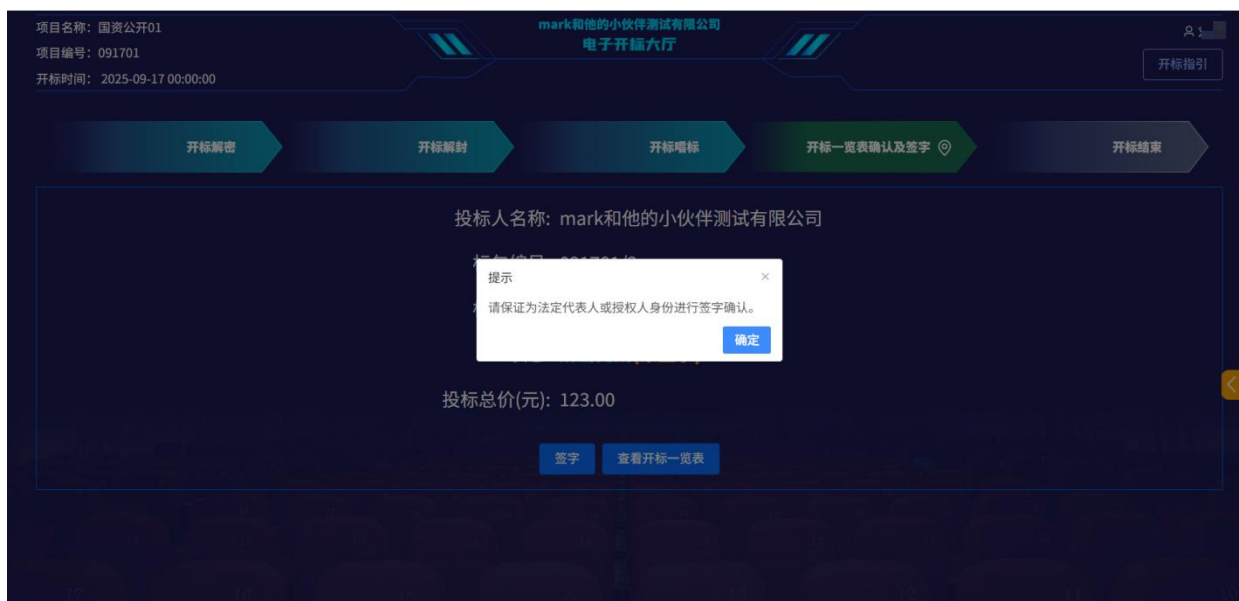 项目名称：国资公开01
项目编号：091701
开标时间： 2025-09-17 00:00:00
mark和他的小伙伴测试有限公司
电子开标大厅
开标指引
开标解密
开标解封
开标唱标
开标一览表确认及签字
开标结束
投标人名称: mark和他的小伙伴测试有限公司
提示
请保证为法定代表人或授权人身份进行签字确认。
确定
投标总价(元): 123.00
签字
查看开标一览表